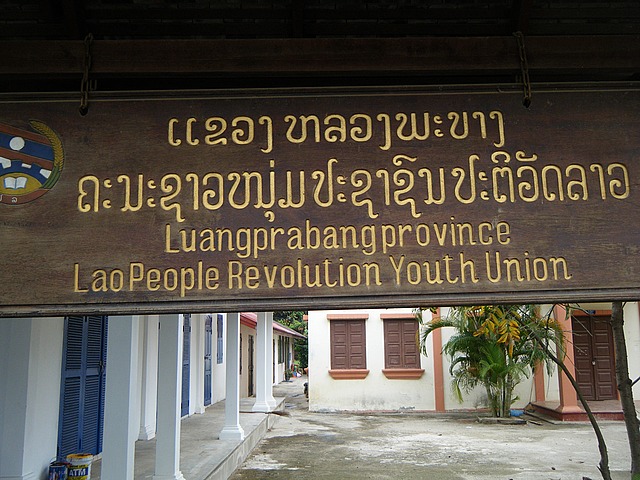 ແຂວງ ຫລວງພະບາງ
ຄະນະຊາວໜຸ່ມປະຊາຊົນປະຕິວັດລາວ
Luangprabang province
Lao People Revolution Youth Union
ATM